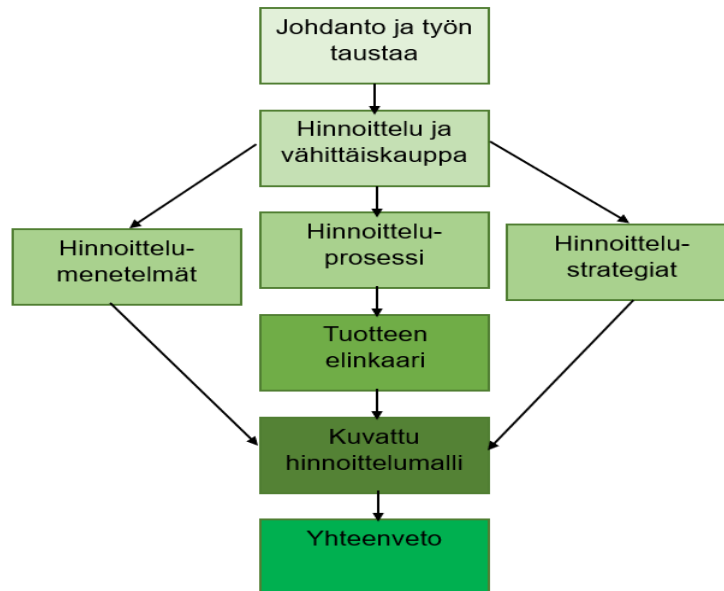 Johdanto ja työn
taustaa
Hinnoittelu ja
vähittäiskauppa
Hinnoittelu-
menetelmät
Hinnoittelu-
prosessi
Hinnoittelu-
strategiat
Tuotteen
elinkaari
Kuvattu
hinnoittelumalli
Yhteenveto